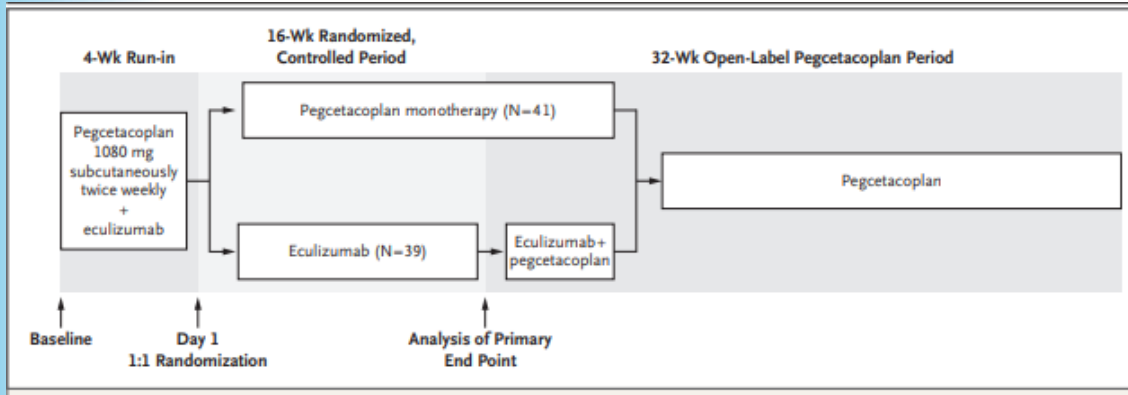 4-Wk Run-in
16-Wk Randomized,
Controlled Period
32-Wk Open-Label Pegcetacoplan Period
Pegcetacoplan
1080 mg
subcutaneously
twice weekly
+
eculizumab
Pegcetacoplan monotherapy (N=41)
Eculizumab (N=39)
Eculizumab+
pegcetacoplan
Pegcetacoplan
Baseline
Day 1
1:1 Randomization
Analysis of Primary
End Point